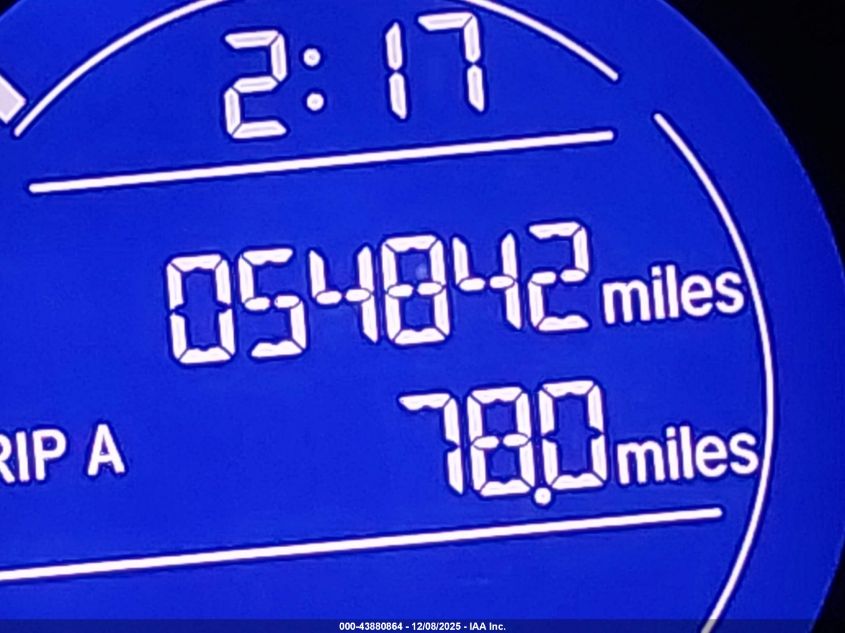 2:17
054842 miles
RIP A 78.0 miles
000-43880864 - 12/08/2025 - IAA Inc.